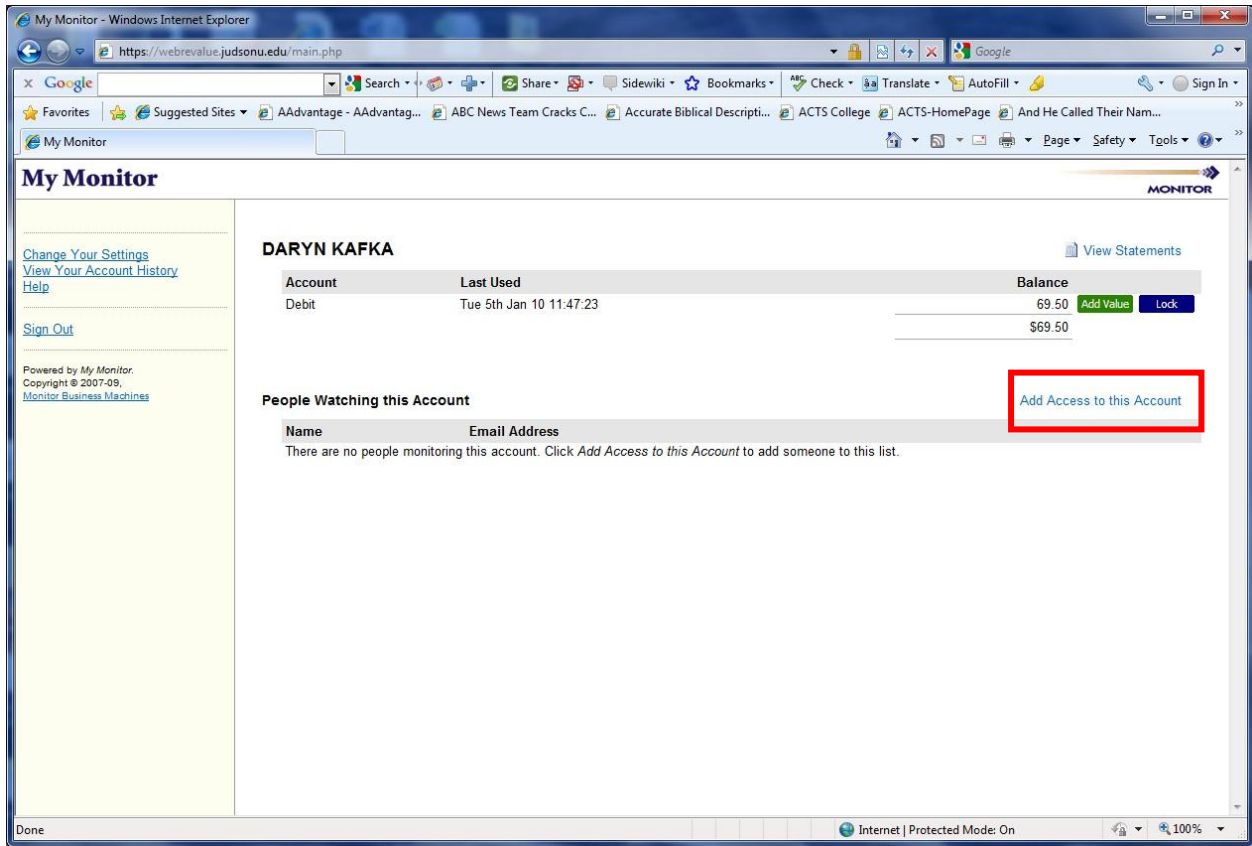 My Monitor - Windows Internet Explorer
https://webrevalue.judsonu.edu/main.php Google
x Google Search Share Sidewiki Bookmarks Check Translate AutoFill Sign In
Favorites Suggested Sites AAdvantage - AAdvantag... ABC News Team Cracks C... Accurate Biblical Descripti... ACTS College ACTS-HomePage And He Called Their Nam...
My Monitor Page Safety Tools
My Monitor
MONITOR
Change Your Settings
View Your Account History
Help
Sign Out
Powered by My Monitor.
Copyright © 2007-09,
Monitor Business Machines
DARYN KAFKA View Statements
Account Last Used Balance
Debit Tue 5th Jan 10 11:47:23 69.50 Add Value Lock
$69.50
People Watching this Account Add Access to this Account
Name Email Address
There are no people monitoring this account. Click Add Access to this Account to add someone to this list.
Done Internet | Protected Mode: On 100%